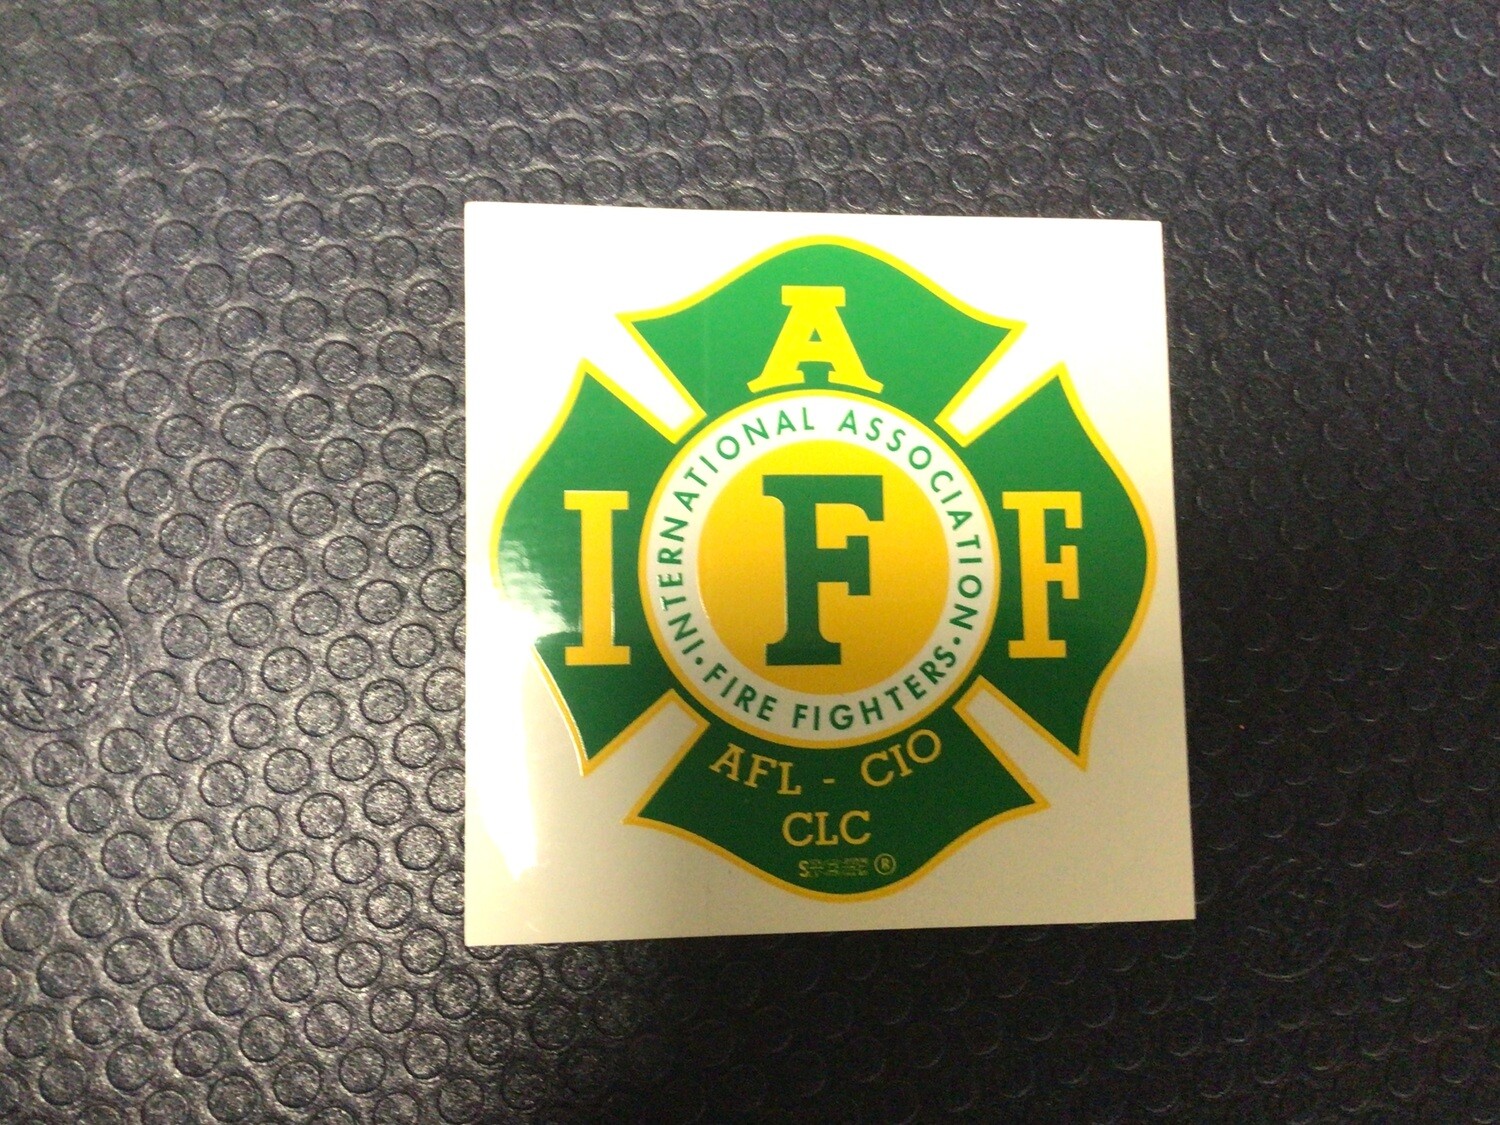 A
INTERNATIONAL ASSOCIATION
I F F
· FIRE FIGHTERS ·
AFL - CIO
CLC
®